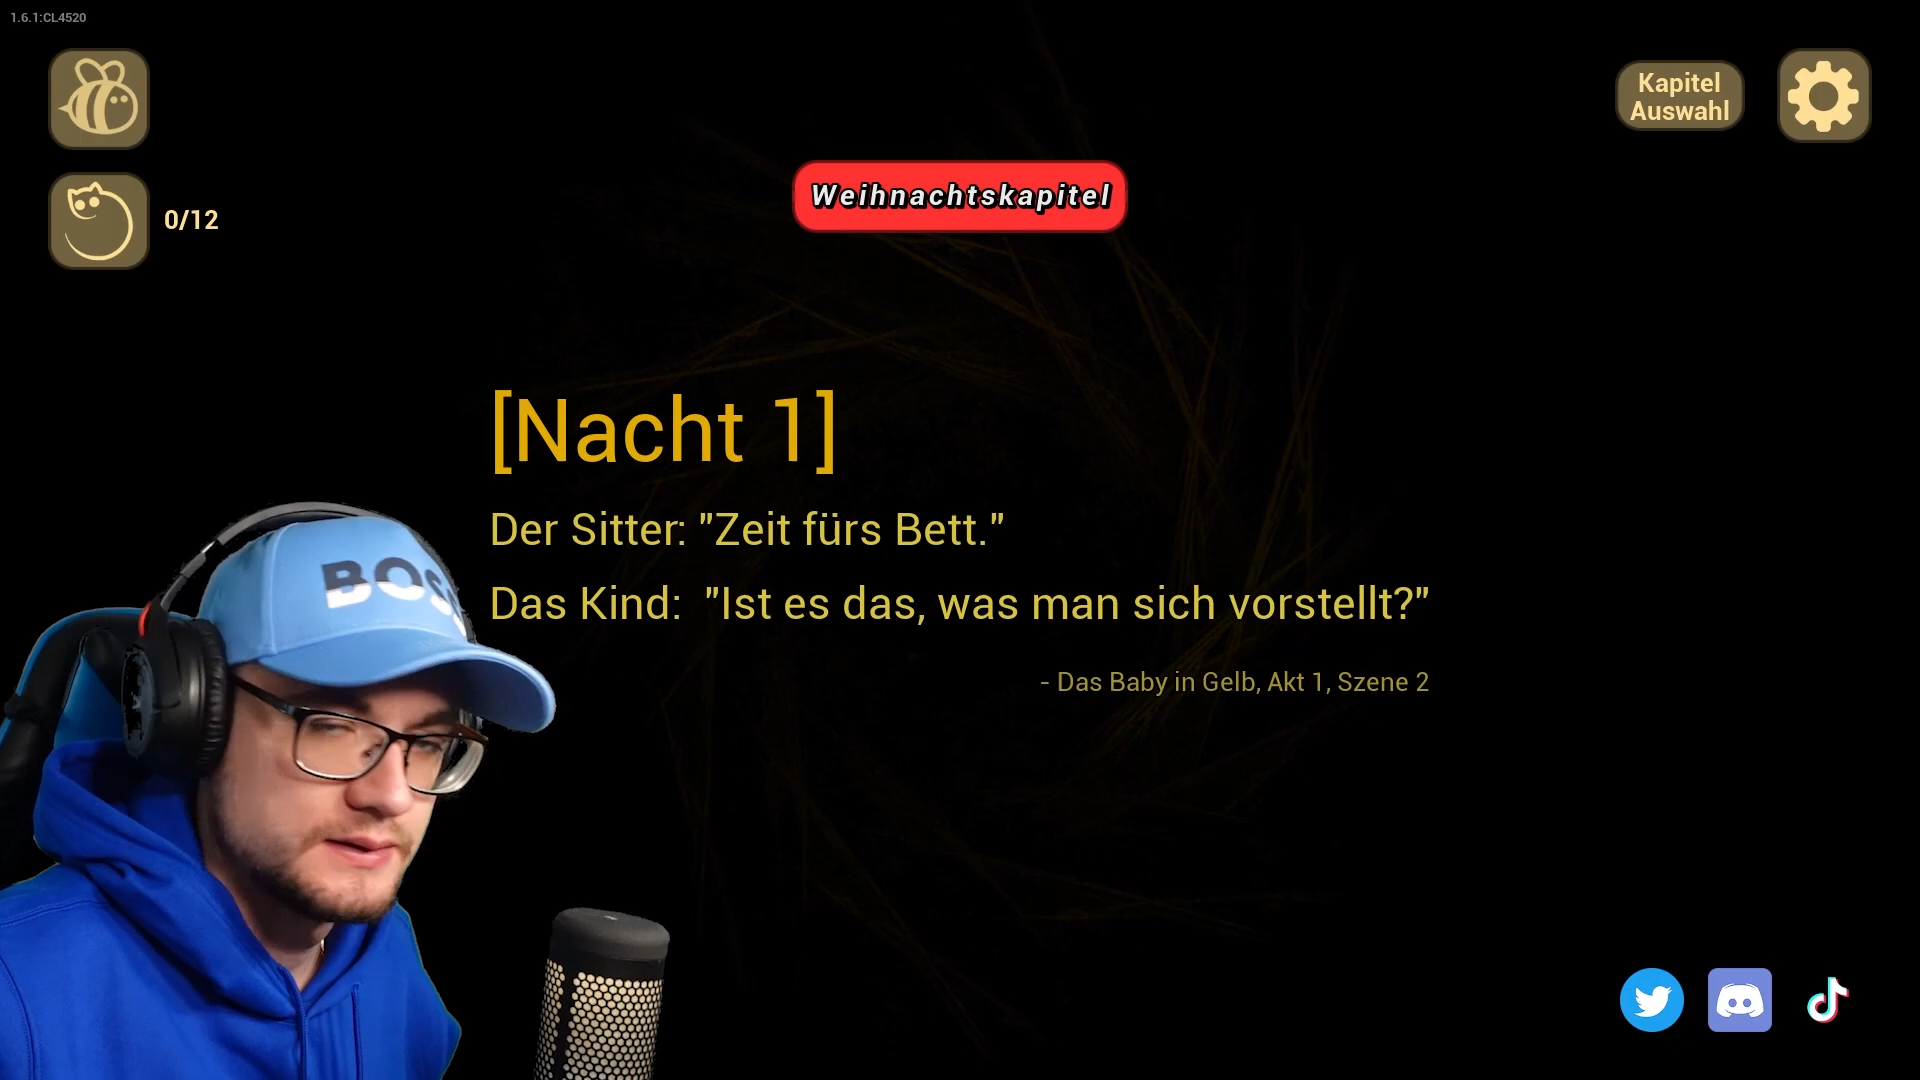 1.6.1:CL4520
Kapitel
Auswahl
Weihnachtskapitel
0/12
[Nacht 1]
Der Sitter: "Zeit fürs Bett."
Das Kind:  "Ist es das, was man sich vorstellt?"
- Das Baby in Gelb, Akt 1, Szene 2
BOSS